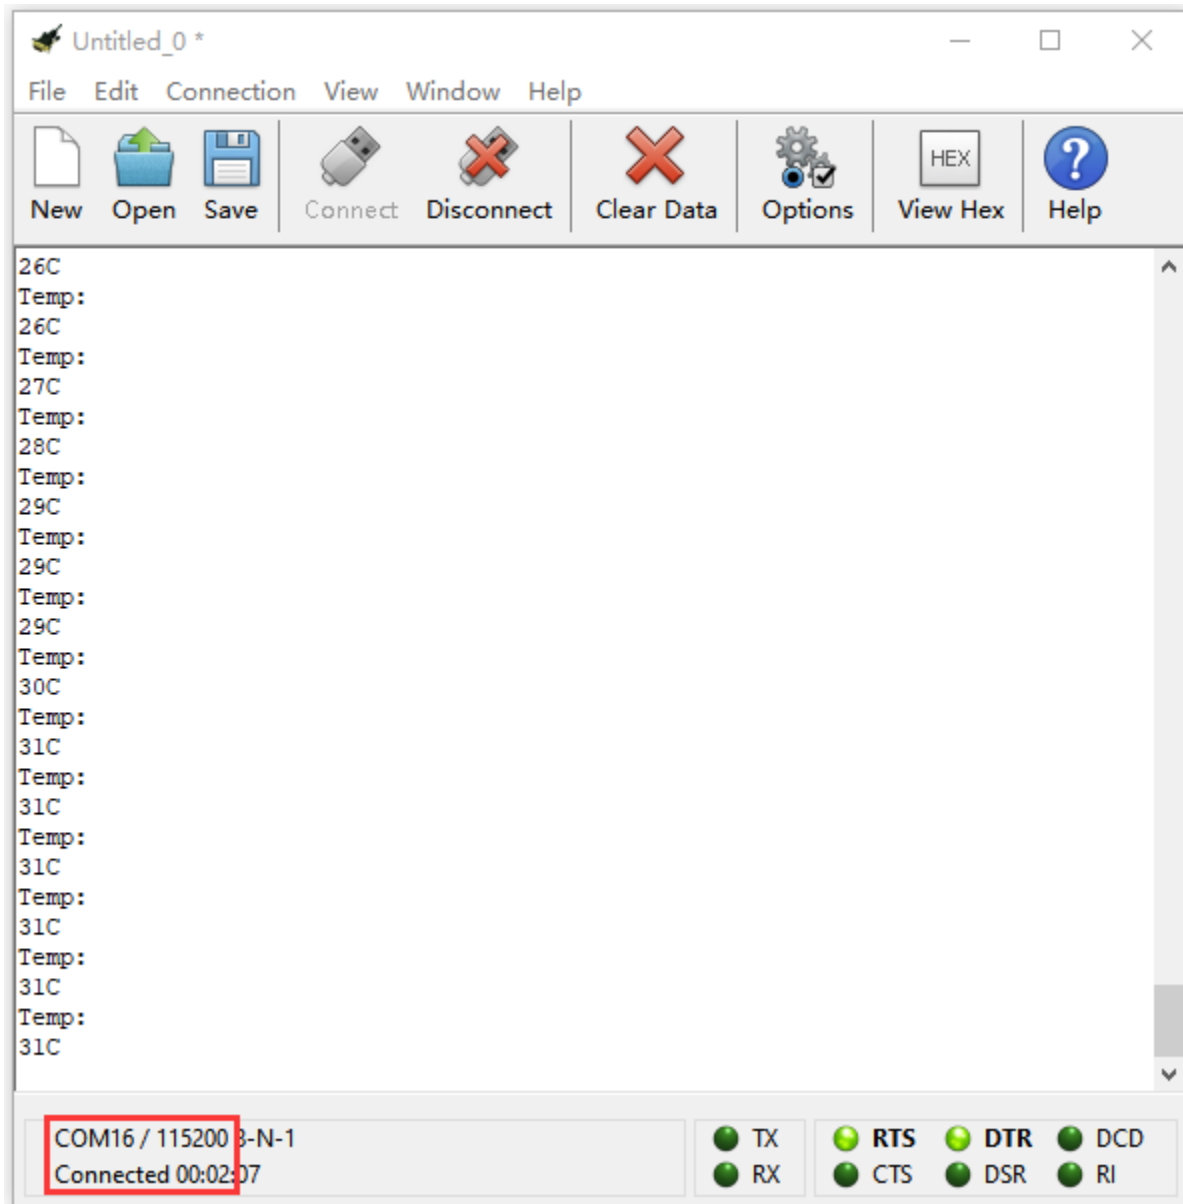 Untitled_0 *
File Edit Connection View Window Help
New Open Save Connect Disconnect Clear Data Options HEX View Hex ? Help
26C
Temp:
26C
Temp:
27C
Temp:
28C
Temp:
29C
Temp:
29C
Temp:
29C
Temp:
30C
Temp:
31C
Temp:
31C
Temp:
31C
Temp:
31C
Temp:
31C
Temp:
31C
COM16 / 115200 8-N-1
Connected 00:02:07
TX RTS DTR DCD
RX CTS DSR RI